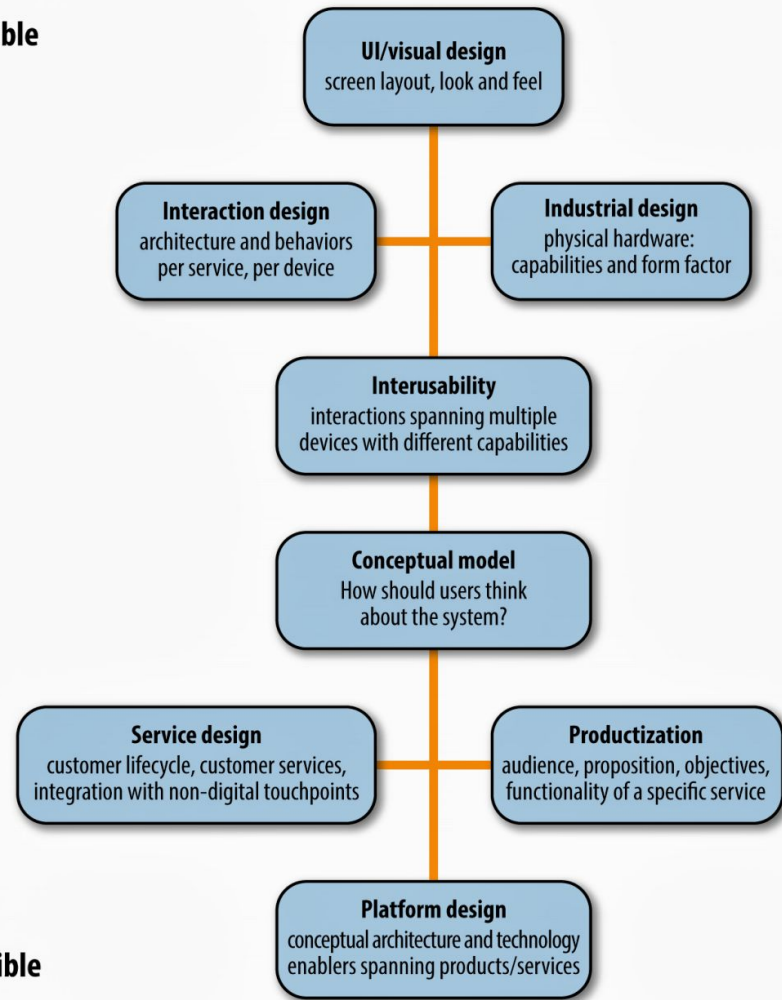 ble
UI/visual design
screen layout, look and feel
Interaction design
architecture and behaviors
per service, per device
Industrial design
physical hardware:
capabilities and form factor
Interusability
interactions spanning multiple
devices with different capabilities
Conceptual model
How should users think
about the system?
Service design
customer lifecycle, customer services,
integration with non-digital touchpoints
Productization
audience, proposition, objectives,
functionality of a specific service
Platform design
conceptual architecture and technology
enablers spanning products/services
ible